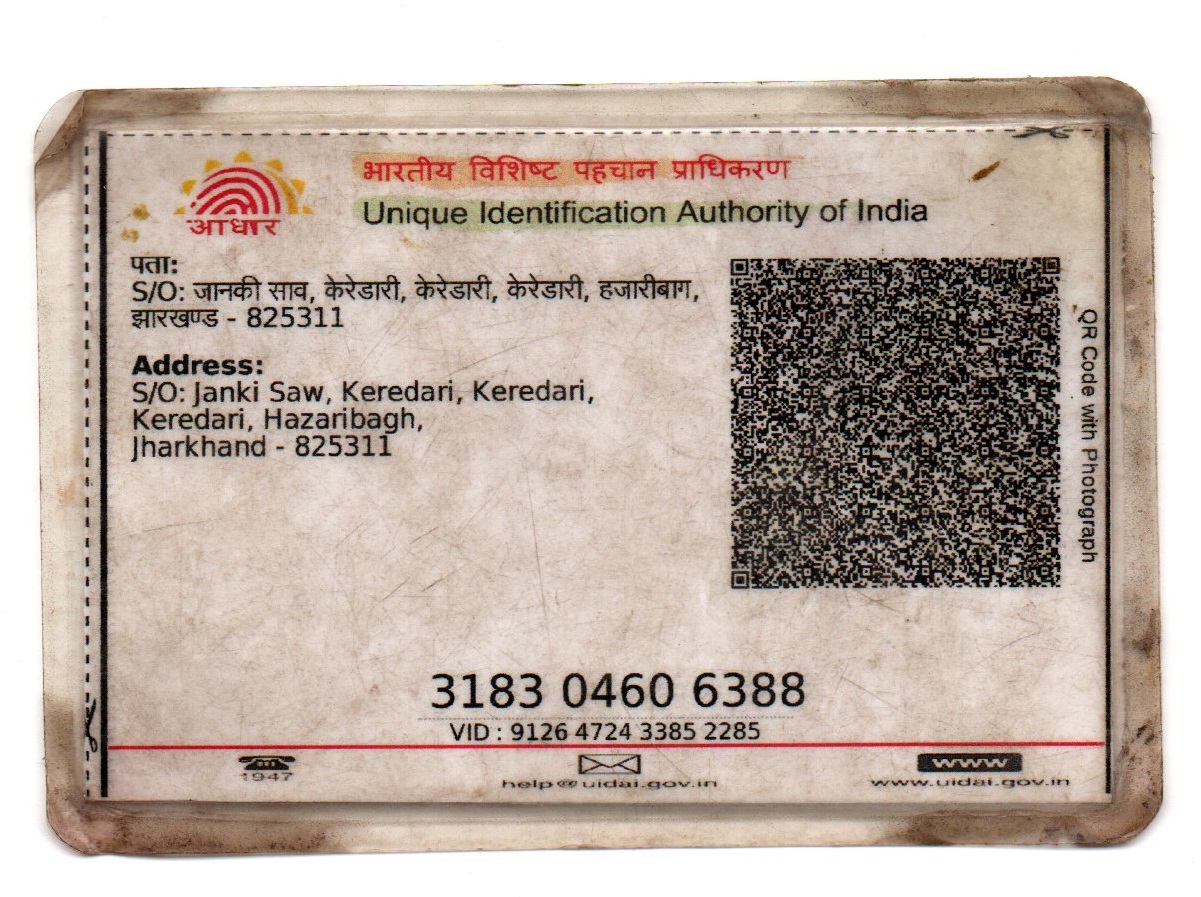 भारतीय विशिष्ट पहचान प्राधिकरण
Unique Identification Authority of India
आधार
पता:
S/O: जानकी साव, केरेडारी, केरेडारी, केरेडारी, हजारीबाग,
झारखण्ड - 825311
Address:
S/O: Janki Saw, Keredari, Keredari,
Keredari, Hazaribagh,
Jharkhand - 825311
QR Code with Photograph
3183 0460 6388
VID : 9126 4724 3385 2285
1947
help@uidai.gov.in
www
www.uidai.gov.in